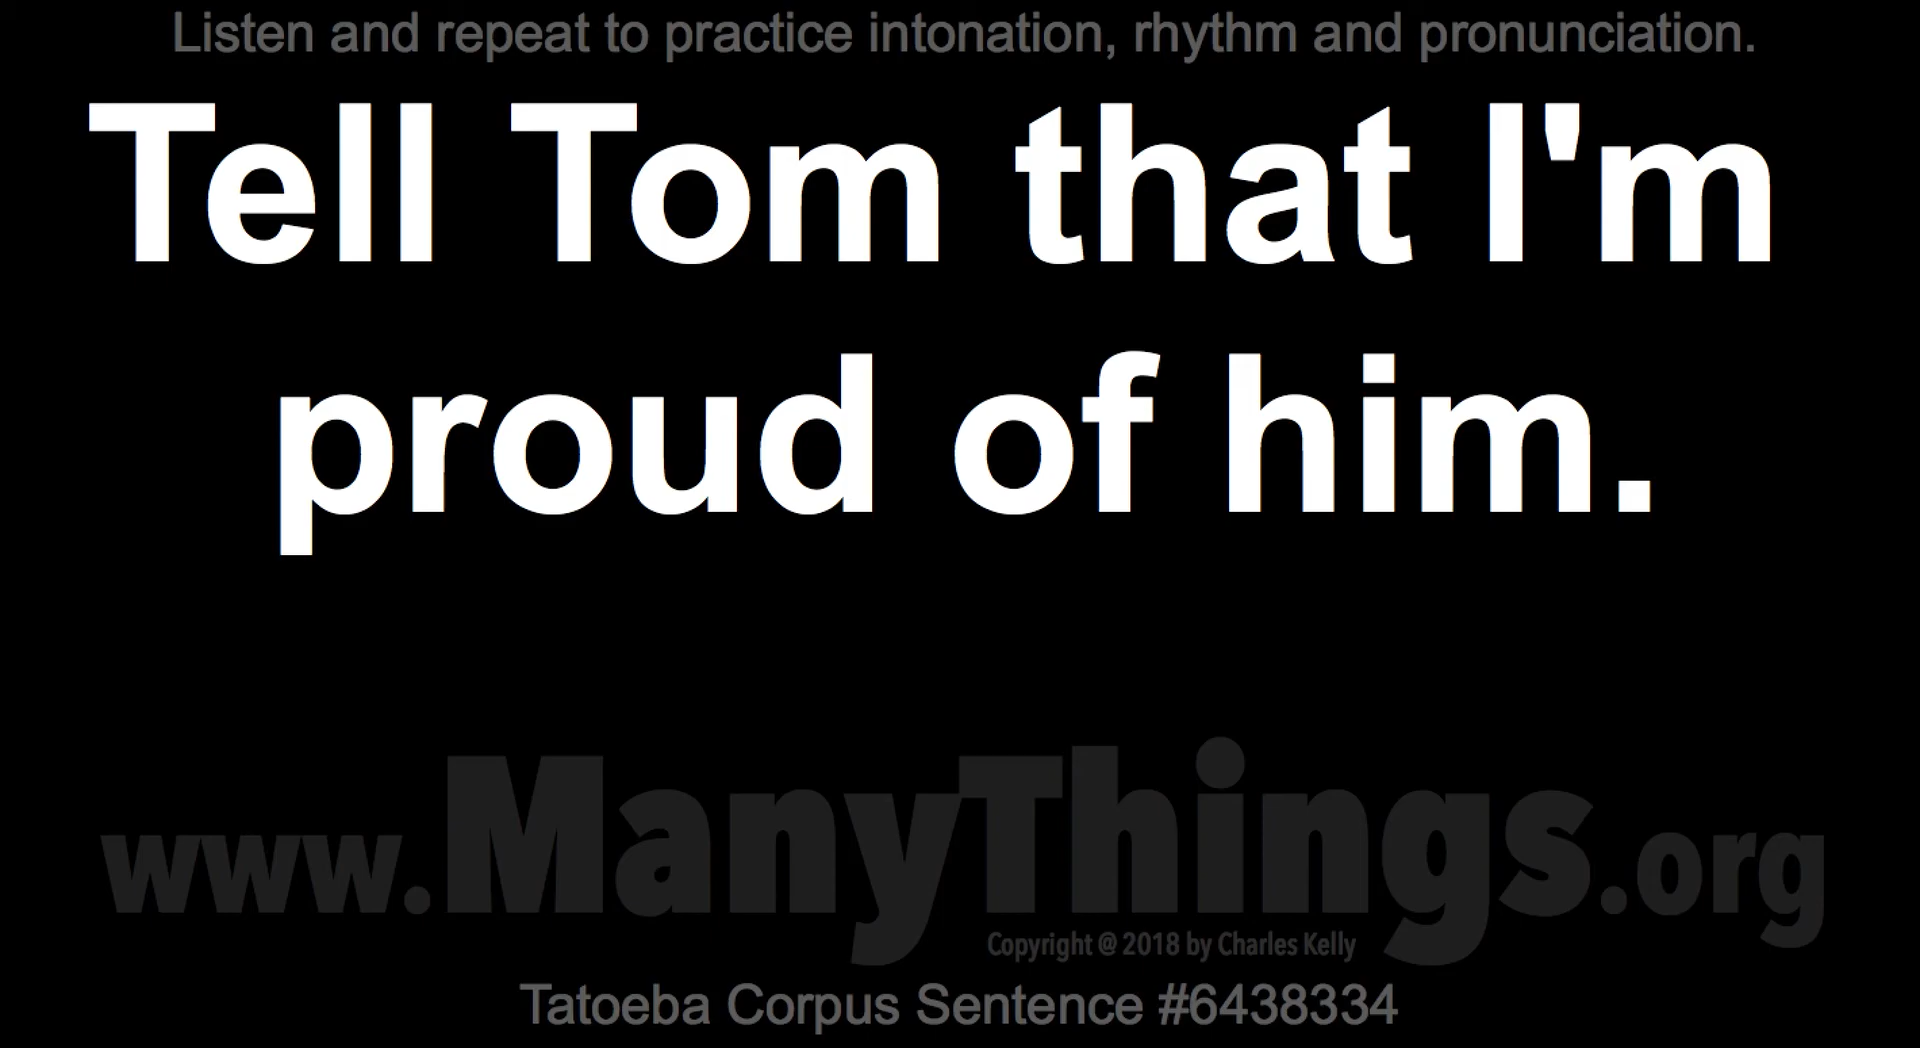 Listen and repeat to practice intonation, rhythm and pronunciation.
Tell Tom that I'm
proud of him.
www.ManyThings.org
Copyright @ 2018 by Charles Kelly
Tatoeba Corpus Sentence #6438334